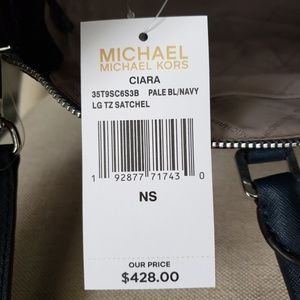 MICHAEL
MICHAEL KORS
CIARA
35T9SC6S3B PALE BL/NAVY
LG TZ SATCHEL
1 92877 71743 0
NS
OUR PRICE
$428.00